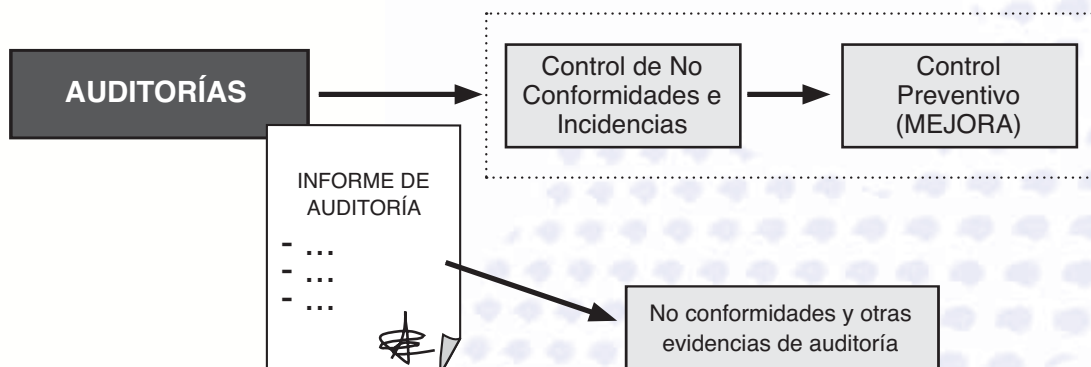 AUDITORÍAS
Control de No
Conformidades e
Incidencias
Control
Preventivo
(MEJORA)
INFORME DE
AUDITORÍA
- ...
- ...
- ...
No conformidades y otras
evidencias de auditoría